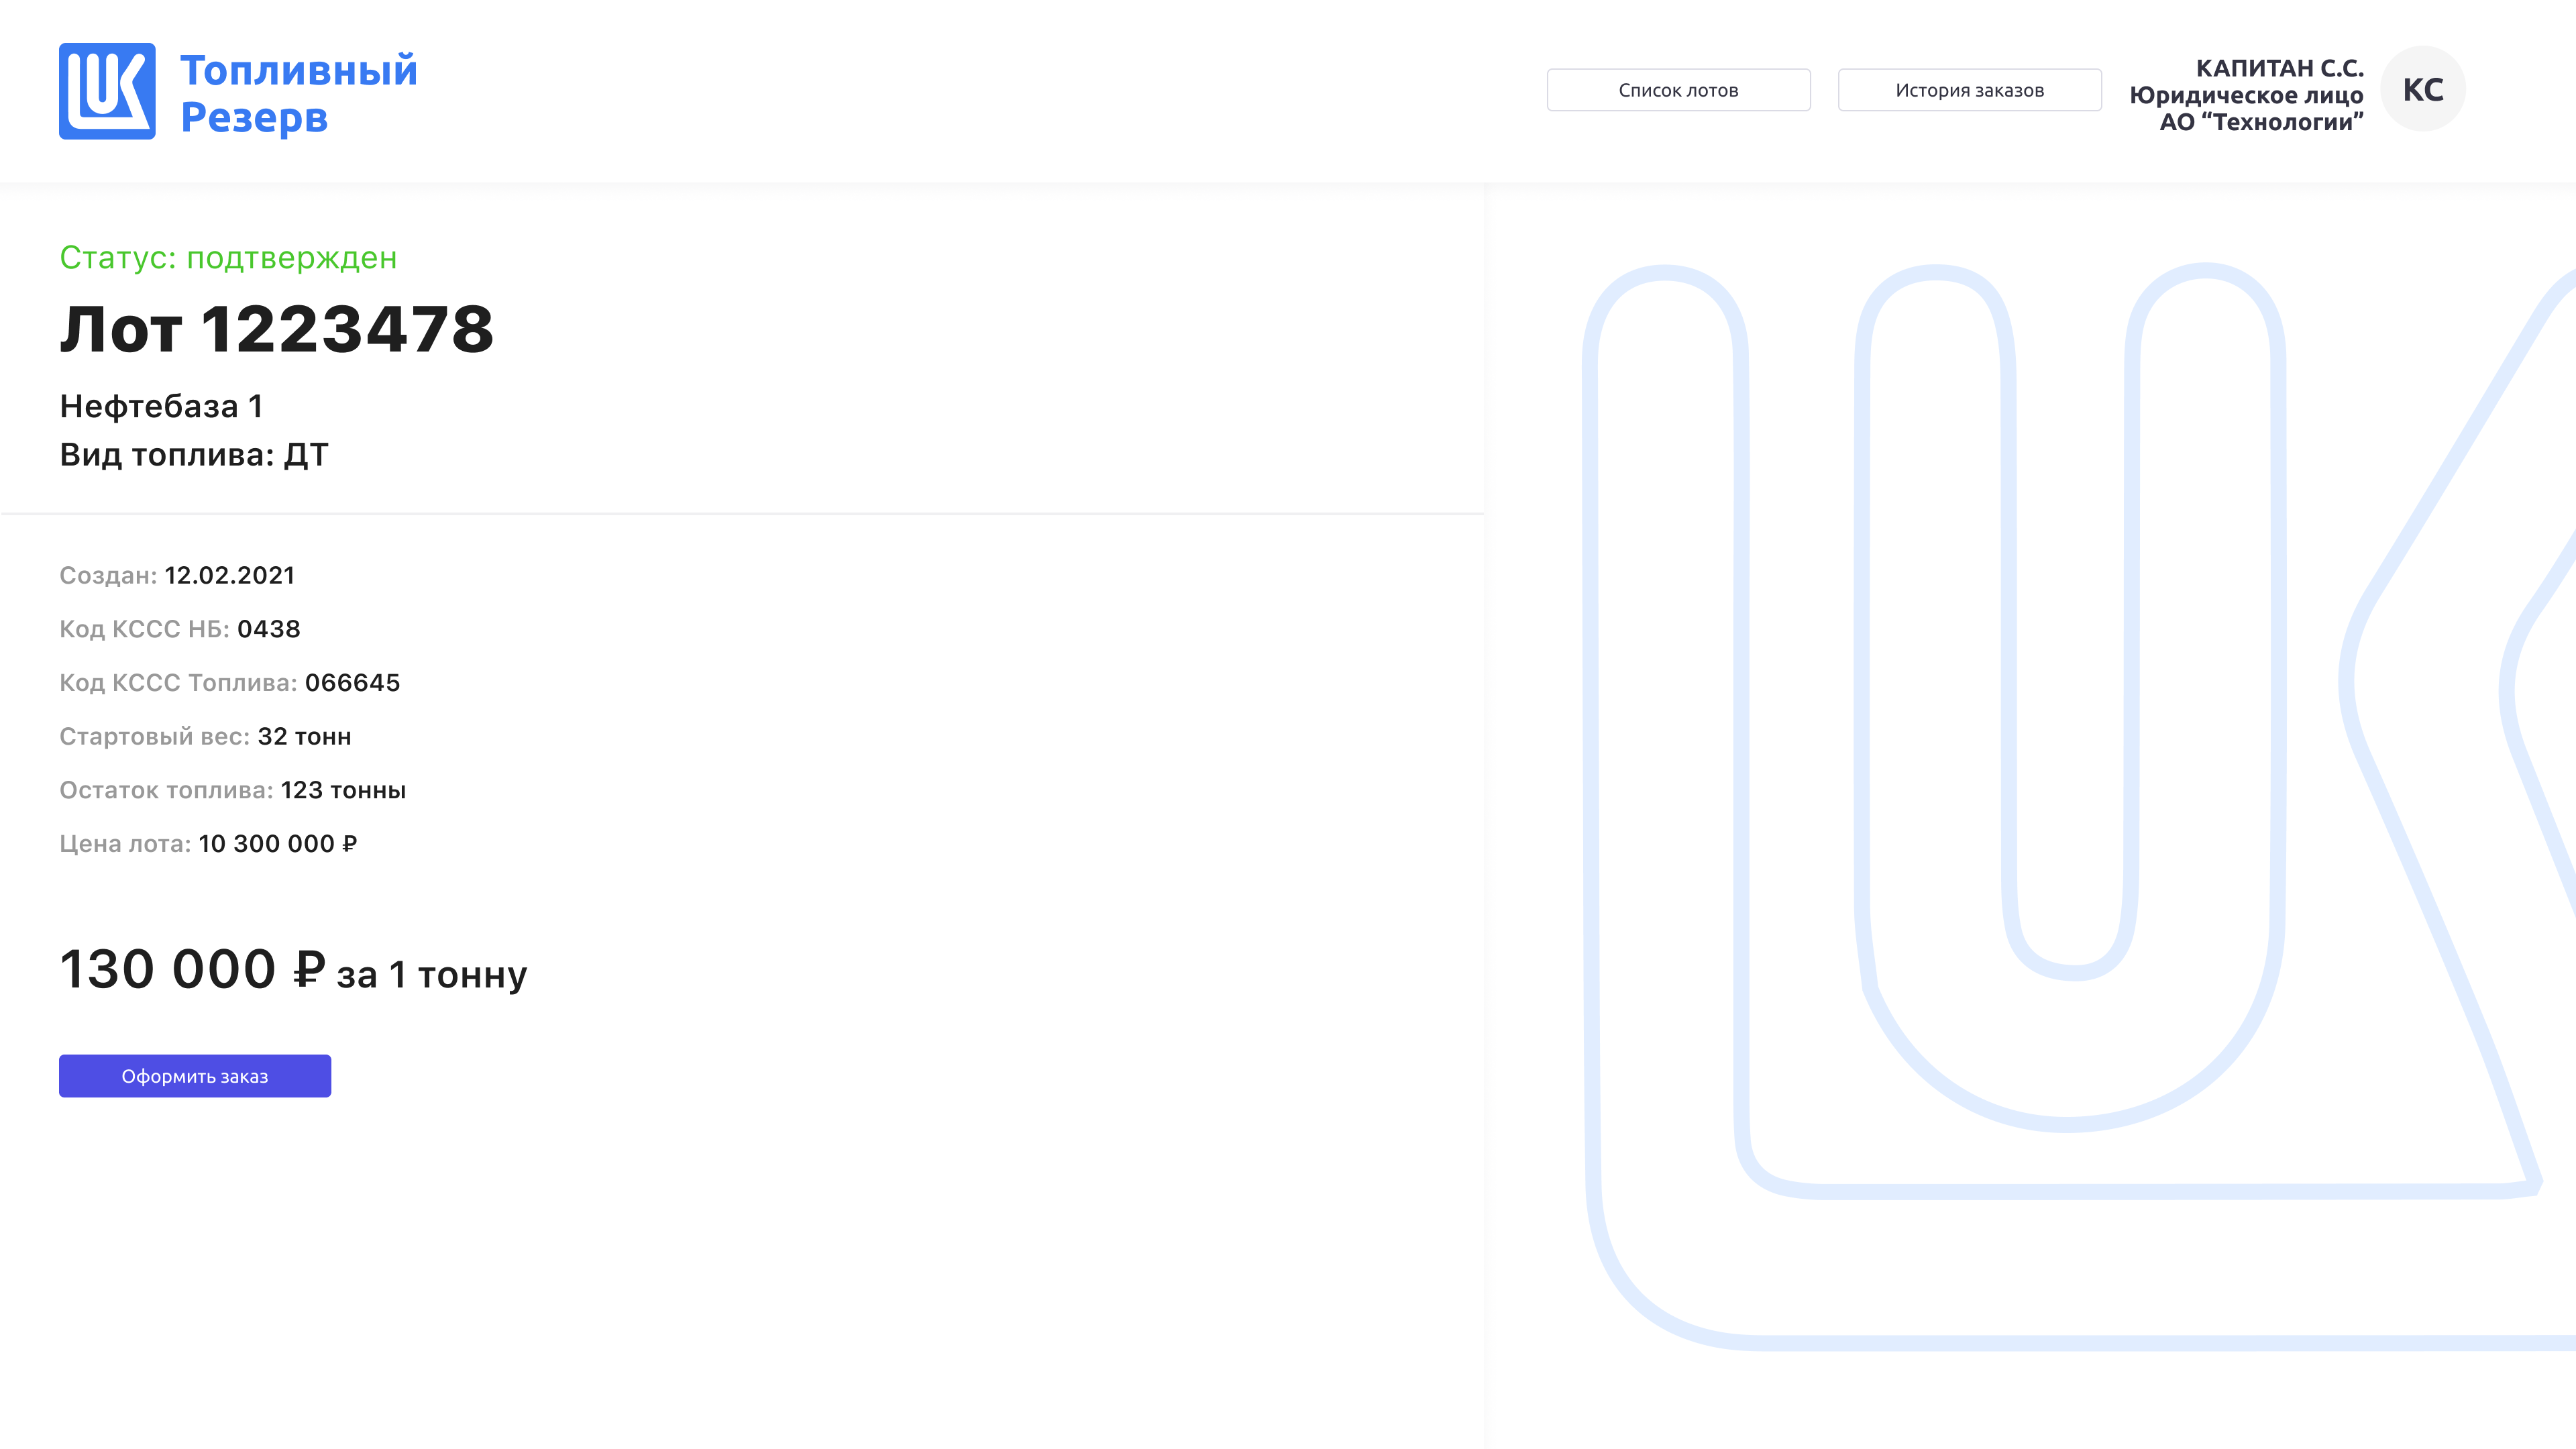 Топливный
Резерв
Список лотов
История заказов
КАПИТАН С.С.
Юридическое лицо
АО “Технологии”
КС
Статус: подтвержден
Лот 1223478
Нефтебаза 1
Вид топлива: ДТ
Создан: 12.02.2021
Код КССС НБ: 0438
Код КССС Топлива: 066645
Стартовый вес: 32 тонн
Остаток топлива: 123 тонны
Цена лота: 10 300 000 ₽
130 000 ₽ за 1 тонну
Оформить заказ